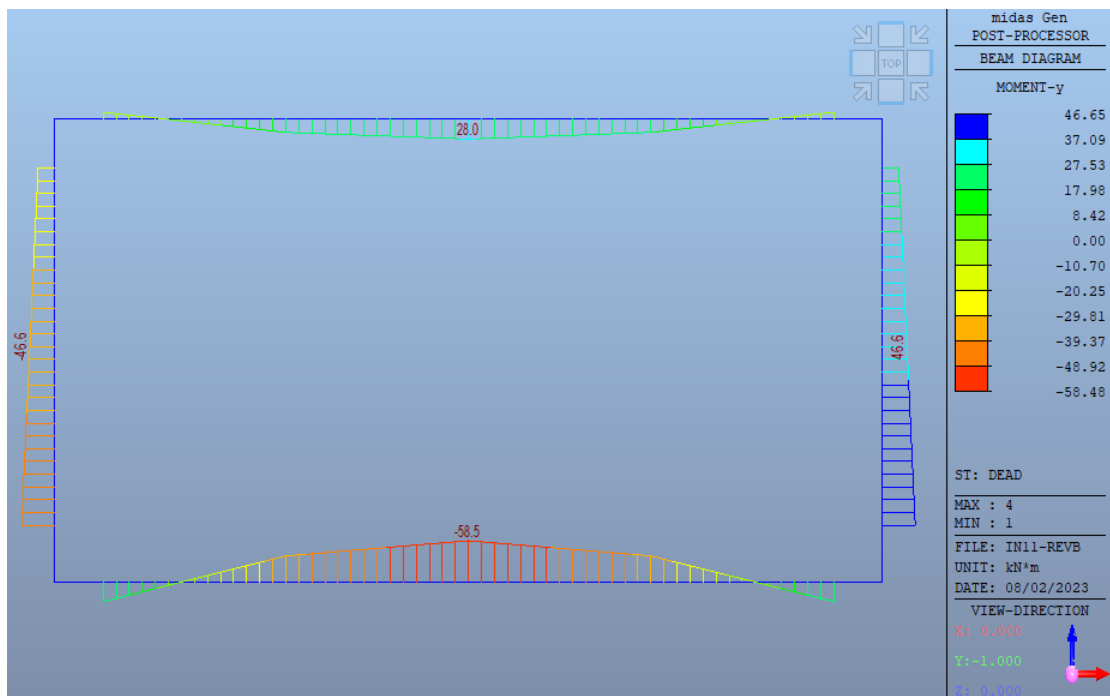 midas Gen
POST-PROCESSOR
BEAM DIAGRAM
MOMENT-y
46.65
37.09
27.53
17.98
8.42
0.00
-10.70
-20.25
-29.81
-39.37
-48.92
-58.48
ST: DEAD
MAX : 4
MIN : 1
FILE: IN11-REVB
UNIT: kN*m
DATE: 08/02/2023
VIEW-DIRECTION
X: 0.000
Y:-1.000
Z: 0.000
TOP
28.0
-46.6
46.6
-58.5